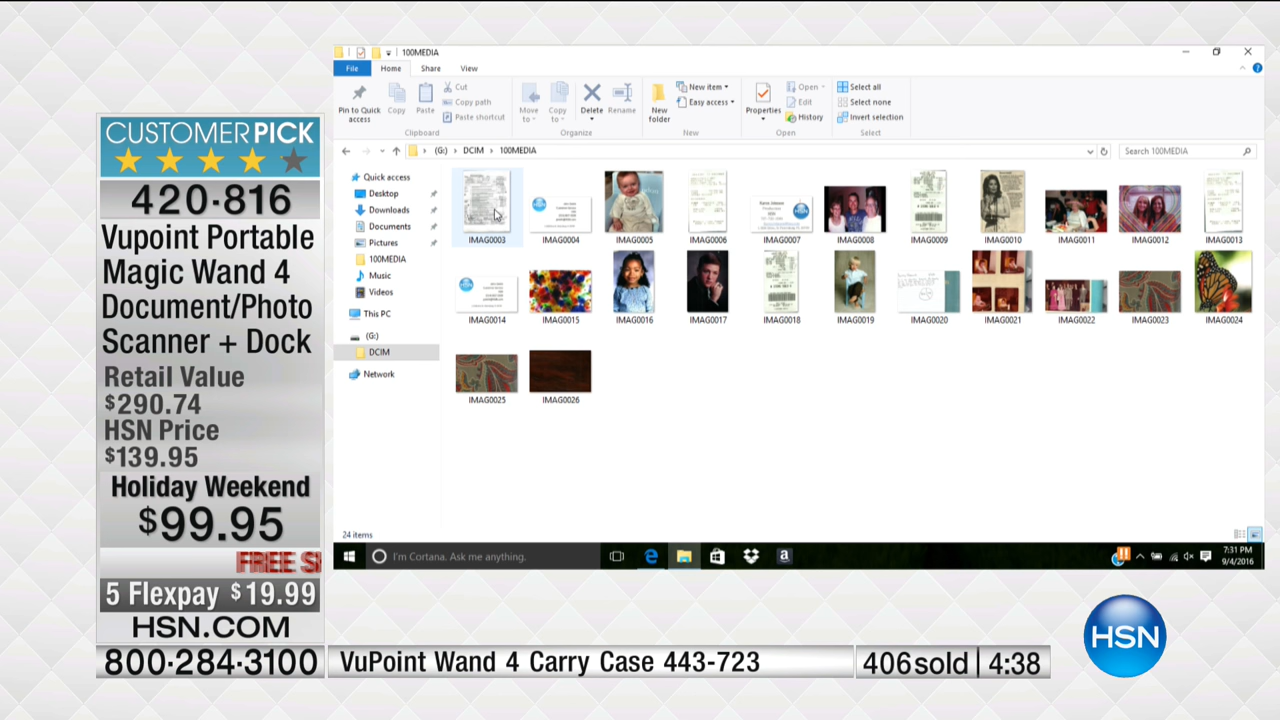 CUSTOMER PICK
420·816
Vupoint Portable
Magic Wand 4
Document/Photo
Scanner + Dock
Retail Value
$290.74
HSN Price
$139.95
Holiday Weekend
$99.95
FREE S
5 Flexpay $19.99
HSN.COM
800·284·3100
100MEDIA
File Home Share View
Pin to Quick access
Copy
Paste
Cut
Copy path
Paste shortcut
Clipboard
Move to
Copy to
Delete
Rename
Organize
New folder
New item
Easy access
New
Properties
Open
Edit
History
Open
Select all
Select none
Invert selection
Select
(G:) DCIM 100MEDIA
Search 100MEDIA
Quick access
Desktop
Downloads
Documents
Pictures
100MEDIA
Music
Videos
This PC
(G:)
DCIM
Network
HSN
HSN
IMAG0003 IMAG0004 IMAG0005 IMAG0006 IMAG0007 IMAG0008 IMAG0009 IMAG0010 IMAG0011 IMAG0012 IMAG0013
HSN
IMAG0014 IMAG0015 IMAG0016 IMAG0017 IMAG0018 IMAG0019 IMAG0020 IMAG0021 IMAG0022 IMAG0023 IMAG0024
IMAG0025 IMAG0026
24 items
I'm Cortana. Ask me anything.
7:31 PM
9/4/2016
VuPoint Wand 4 Carry Case 443-723
406 sold | 4:38
HSN